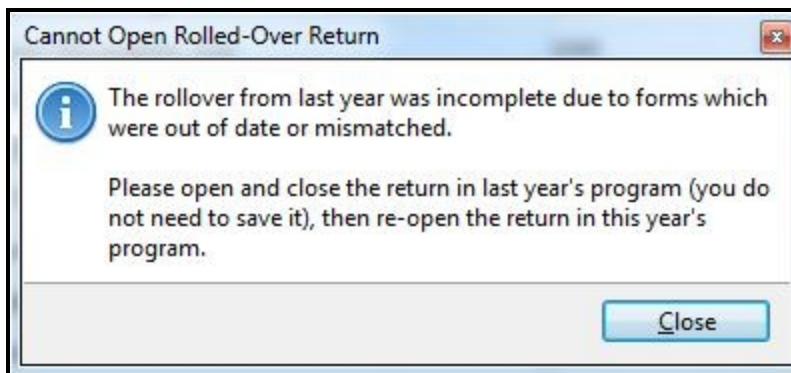 Cannot Open Rolled-Over Return
The rollover from last year was incomplete due to forms which
were out of date or mismatched.
Please open and close the return in last year's program (you do
not need to save it), then re-open the return in this year's
program.
Close